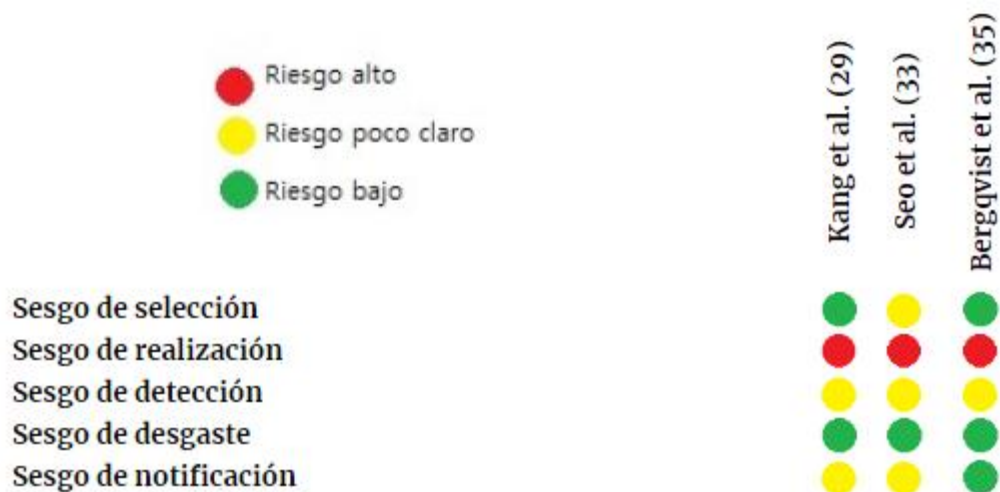 Riesgo alto
Riesgo poco claro
Riesgo bajo
Kang et al. (29)
Seo et al. (33)
Bergqvist et al. (35)
Sesgo de selección
Sesgo de realización
Sesgo de detección
Sesgo de desgaste
Sesgo de notificación